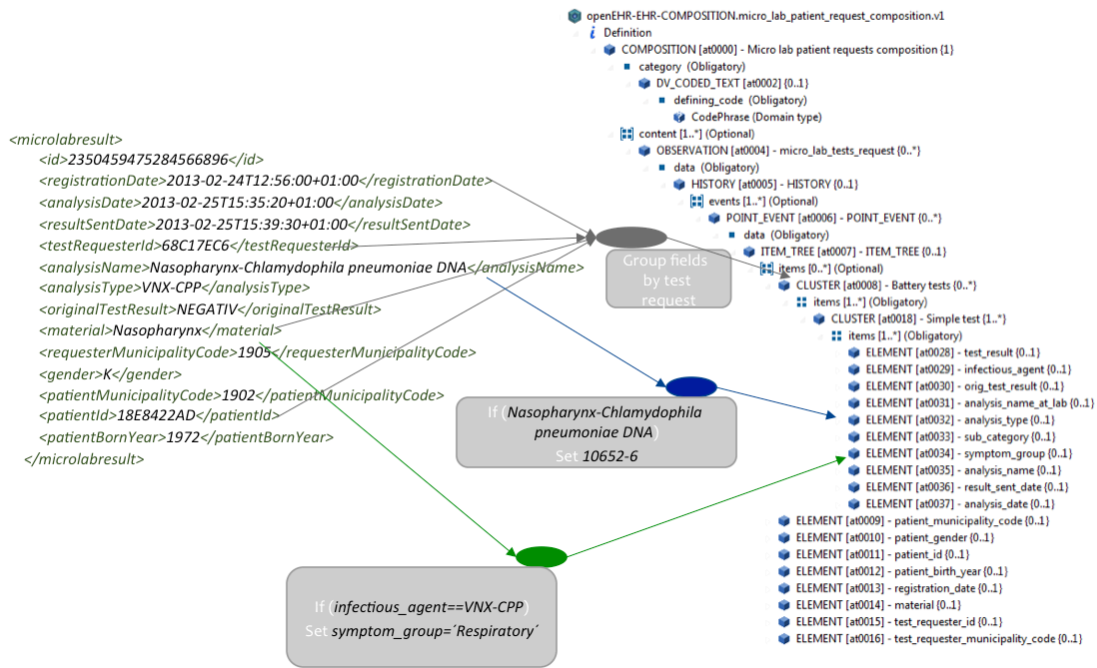 <microlabresult>
<id>2350459475284566896</id>
<registrationDate>2013-02-24T12:56:00+01:00</registrationDate>
<analysisDate>2013-02-25T15:35:20+01:00</analysisDate>
<resultSentDate>2013-02-25T15:39:30+01:00</resultSentDate>
<testRequesterId>68C17EC6</testRequesterId>
<analysisName>Nasopharynx-Chlamydophila pneumoniae DNA</analysisName>
<analysisType>VNX-CPP</analysisType>
<originalTestResult>NEGATIV</originalTestResult>
<material>Nasopharynx</material>
<requesterMunicipalityCode>1905</requesterMunicipalityCode>
<gender>K</gender>
<patientMunicipalityCode>1902</patientMunicipalityCode>
<patientId>18E8422AD</patientId>
<patientBornYear>1972</patientBornYear>
</microlabresult>
Group fields
by test
request
If (Nasopharynx-Chlamydophila
pneumoniae DNA)
Set 10652-6
If (infectious_agent==VNX-CPP)
Set symptom_group=´Respiratory´
openEHR-EHR-COMPOSITION.micro_lab_patient_request_composition.v1
i Definition
COMPOSITION [at0000] - Micro lab patient requests composition {1}
category (Obligatory)
DV_CODED_TEXT [at0002] {0..1}
defining_code (Obligatory)
CodePhrase (Domain type)
content [1..*] (Optional)
OBSERVATION [at0004] - micro_lab_tests_request {0..*}
data (Obligatory)
HISTORY [at0005] - HISTORY {0..1}
events [1..*] (Optional)
POINT_EVENT [at0006] - POINT_EVENT {0..*}
data (Obligatory)
ITEM_TREE [at0007] - ITEM_TREE {0..1}
items [0..*] (Optional)
CLUSTER [at0008] - Battery tests {0..*}
items [1..*] (Obligatory)
CLUSTER [at0018] - Simple test {1..*}
items [1..*] (Obligatory)
ELEMENT [at0028] - test_result {0..1}
ELEMENT [at0029] - infectious_agent {0..1}
ELEMENT [at0030] - orig_test_result {0..1}
ELEMENT [at0031] - analysis_name_at_lab {0..1}
ELEMENT [at0032] - analysis_type {0..1}
ELEMENT [at0033] - sub_category {0..1}
ELEMENT [at0034] - symptom_group {0..1}
ELEMENT [at0035] - analysis_name {0..1}
ELEMENT [at0036] - result_sent_date {0..1}
ELEMENT [at0037] - analysis_date {0..1}
ELEMENT [at0009] - patient_municipality_code {0..1}
ELEMENT [at0010] - patient_gender {0..1}
ELEMENT [at0011] - patient_id {0..1}
ELEMENT [at0012] - patient_birth_year {0..1}
ELEMENT [at0013] - registration_date {0..1}
ELEMENT [at0014] - material {0..1}
ELEMENT [at0015] - test_requester_id {0..1}
ELEMENT [at0016] - test_requester_municipality_code {0..1}